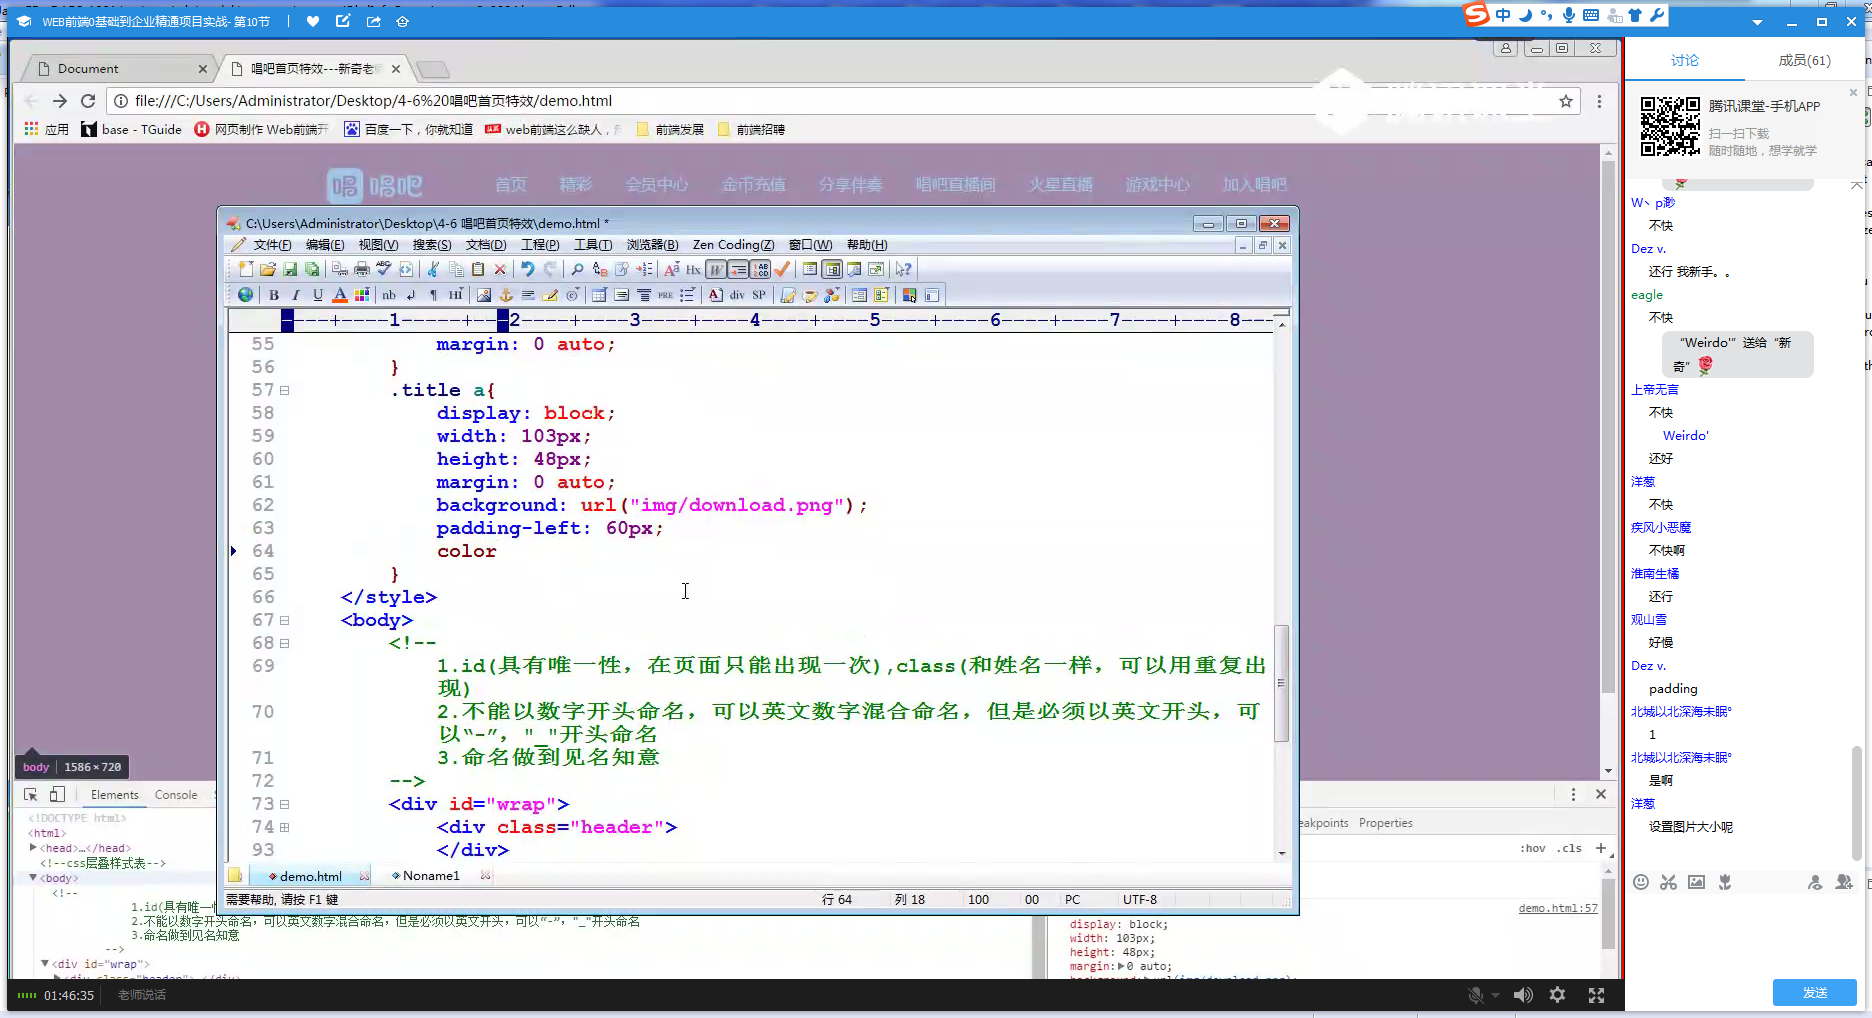 WEB前端0基础到企业精通项目实战- 第10节
中
Document
唱吧首页特效---新奇老
file:///C:/Users/Administrator/Desktop/4-6%20唱吧首页特效/demo.html
应用 base - TGuide 网页制作 Web前端开 百度一下，你就知道 web前端这么缺人， 前端发展 前端招聘
唱吧 首页 精彩 会员中心 金币充值 分享伴奏 唱吧直播间 火星直播 游戏中心 加入唱吧
C:\Users\Administrator\Desktop\4-6 唱吧首页特效\demo.html *
文件(F) 编辑(E) 视图(V) 搜索(S) 文档(D) 工程(P) 工具(T) 浏览器(B) Zen Coding(Z) 窗口(W) 帮助(H)
B I U A nb ¶ HI PRE A div SP
----+----1----+----2----+----3----+----4----+----5----+----6----+----7----+----8---
55 margin: 0 auto;
56 }
57 .title a{
58 display: block;
59 width: 103px;
60 height: 48px;
61 margin: 0 auto;
62 background: url("img/download.png");
63 padding-left: 60px;
64 color
65 }
66 </style>
67 <body>
68 <!--
69 1.id(具有唯一性，在页面只能出现一次),class(和姓名一样，可以用重复出
现)
70 2.不能以数字开头命名，可以英文数字混合命名，但是必须以英文开头，可
以“-”，"_"开头命名
71 3.命名做到见名知意
72 -->
73 <div id="wrap">
74 <div class="header">
93 </div>
demo.html Noname1
需要帮助, 请按 F1 键 行 64 列 18 100 00 PC UTF-8
body 1586×720
Elements Console
<!DOCTYPE html>
<html>
<head>…</head>
<!--css层叠样式表-->
<body>
<!--
1.id(具有唯一性
2.不能以数字开头命名，可以英文数字混合命名，但是必须以英文开头，可以“-”，"_"开头命名
3.命名做到见名知意
-->
<div id="wrap">
eakpoints Properties
:hov .cls +
demo.html:57
display: block;
width: 103px;
height: 48px;
margin: 0 auto;
01:46:35 老师说话
讨论 成员(61)
腾讯课堂-手机APP
扫一扫下载
随时随地，想学就学
W丶p渺
不快
Dez v.
还行 我新手。。
eagle
不快
“Weirdo'”送给“新
奇”
上帝无言
不快
Weirdo'
还好
洋葱
不快
疾风小恶魔
不快啊
淮南生橘
还行
观山雪
好慢
Dez v.
padding
北城以北深海未眠°
1
北城以北深海未眠°
是啊
洋葱
设置图片大小呢
发送